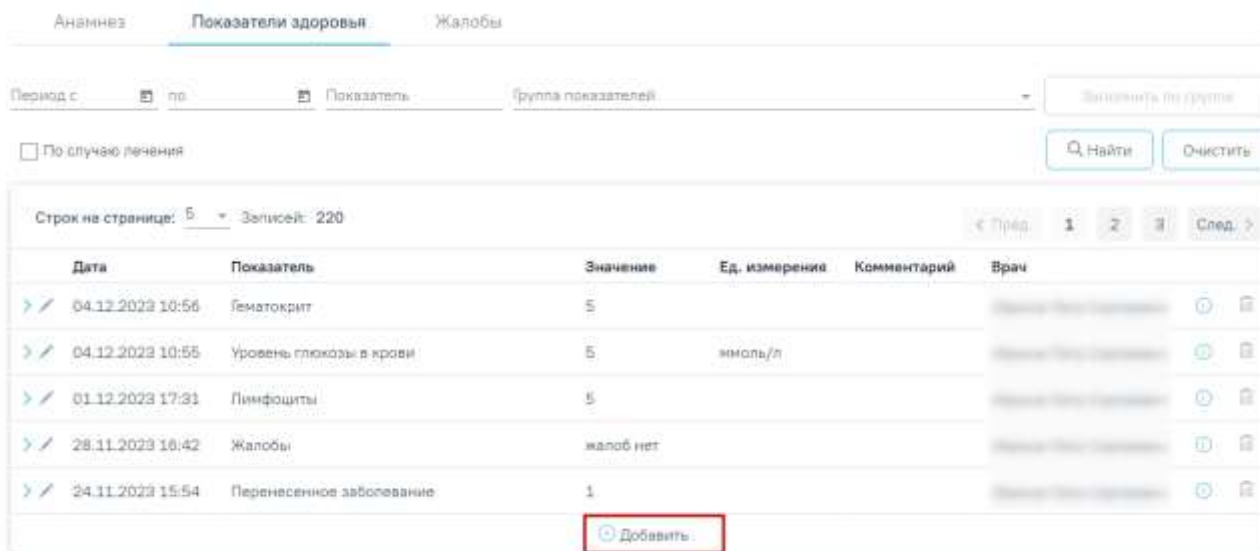 Анамнез Показатели здоровья Жалобы
Период с по Показатель Группа показателей Заполнить по группе
По случаю лечения Найти Очистить
Строк на странице: 5 Записей: 220 < Пред. 1 2 3 След. >
Дата Показатель Значение Ед. измерения Комментарий Врач
04.12.2023 10:56 Гематокрит 5
04.12.2023 10:55 Уровень глюкозы в крови 5 ммоль/л
01.12.2023 17:31 Лимфоциты 5
28.11.2023 16:42 Жалобы жалоб нет
24.11.2023 15:54 Перенесенное заболевание 1
Добавить